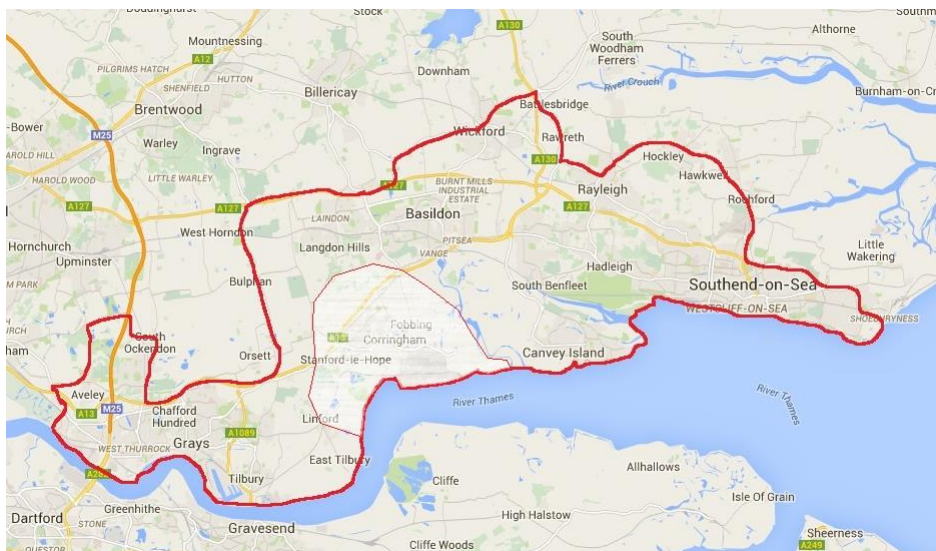 Doddinghurst
Stock
A130
Southm
Althorne
Mountnessing
South
Woodham
Ferrers
PILGRIMS HATCH
A12
HUTTON
SHENFIELD
Downham
River Crouch
Billericay
Burnham-on-Cr
Brentwood
Battlesbridge
-Bower
M25
Wickford
Rawreth
Warley
Ingrave
A130
Hockley
HAROLD HILL
LITTLE WARLEY
HAROLD WOOD
A127
BURNT MILLS
INDUSTRIAL
ESTATE
Rayleigh
Hawkwell
Rochford
A127
A127
LAINDON
Basildon
A127
West Horndon
Hornchurch
Langdon Hills
PITSEA
VANGE
Little
Wakering
Upminster
Hadleigh
M PARK
Bulphan
South Benfleet
Southend-on-Sea
WESTCLIFF-ON-SEA
SHOEBURYNESS
Fobbing
Corringham
South
Ockendon
ham
Orsett
Stanford-le-Hope
Canvey Island
Aveley
A13
M25
Chafford
Hundred
River Thames
River Thames
Linford
WEST THURROCK
Grays
A1089
East Tilbury
Allhallows
A282
Tilbury
Cliffe
Greenhithe
Isle Of Grain
Dartford
STONE
Gravesend
High Halstow
Sheerness
Cliffe Woods
A249